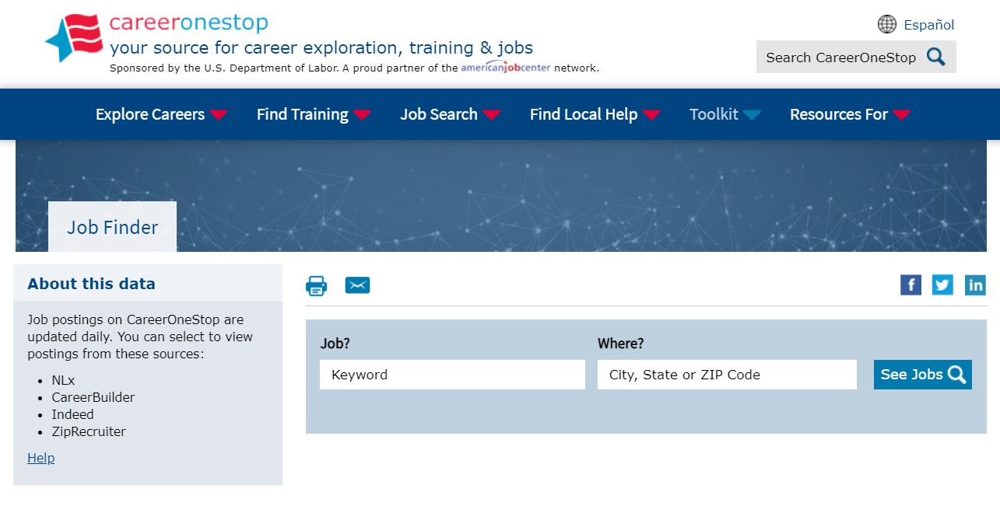 careeronestop
your source for career exploration, training & jobs
Sponsored by the U.S. Department of Labor. A proud partner of the americanjobcenter network.
Español
Search CareerOneStop
Explore Careers
Find Training
Job Search
Find Local Help
Toolkit
Resources For
Job Finder
About this data
Job postings on CareerOneStop are
updated daily. You can select to view
postings from these sources:
• NLx
• CareerBuilder
• Indeed
• ZipRecruiter
Help
f
in
Job?
Keyword
Where?
City, State or ZIP Code
See Jobs